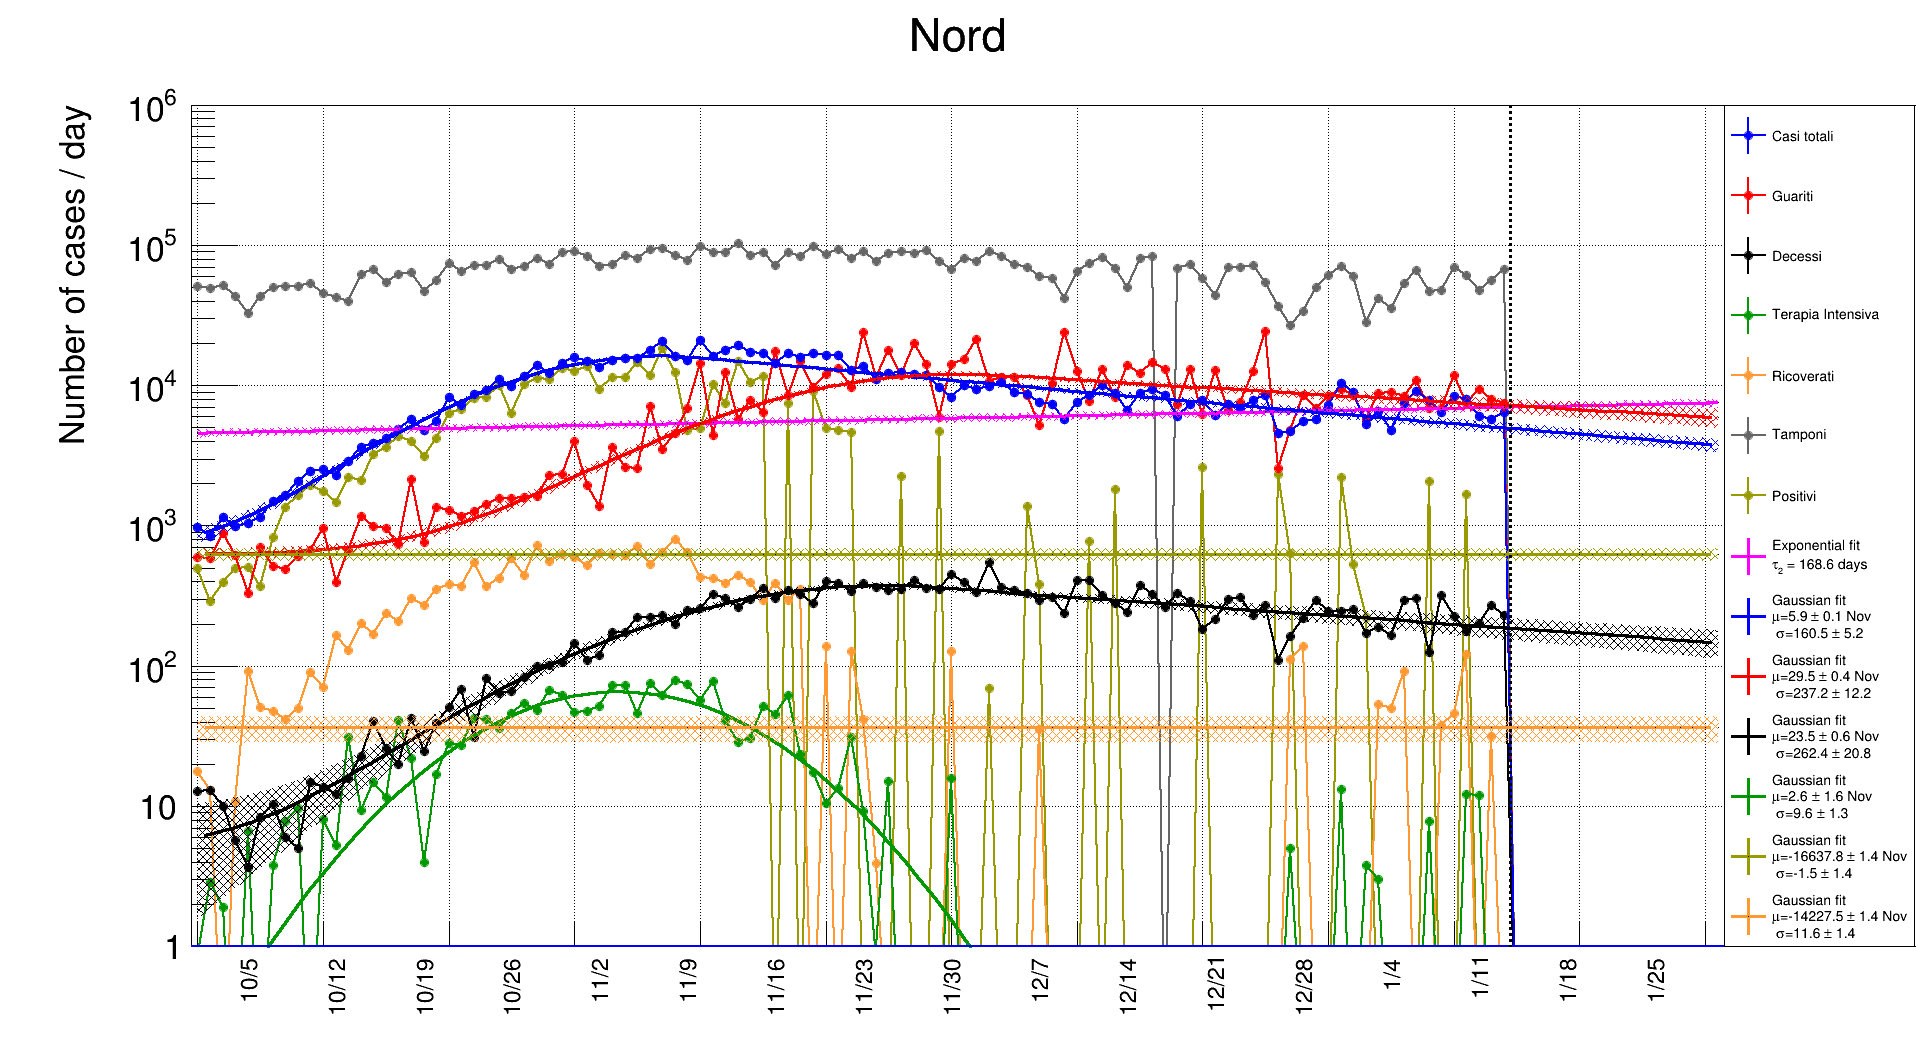 Nord
Number of cases / day
10^6
10^5
10^4
10^3
10^2
10
1
10/5
10/12
10/19
10/26
11/2
11/9
11/16
11/23
11/30
12/7
12/14
12/21
12/28
1/4
1/11
1/18
1/25
Casi totali
Guariti
Decessi
Terapia Intensiva
Ricoverati
Tamponi
Positivi
Exponential fit
τ₂ = 168.6 days
Gaussian fit
μ=5.9 ± 0.1 Nov
σ=160.5 ± 5.2
Gaussian fit
μ=29.5 ± 0.4 Nov
σ=237.2 ± 12.2
Gaussian fit
μ=23.5 ± 0.6 Nov
σ=262.4 ± 20.8
Gaussian fit
μ=2.6 ± 1.6 Nov
σ=9.6 ± 1.3
Gaussian fit
μ=-16637.8 ± 1.4 Nov
σ=-1.5 ± 1.4
Gaussian fit
μ=-14227.5 ± 1.4 Nov
σ=11.6 ± 1.4